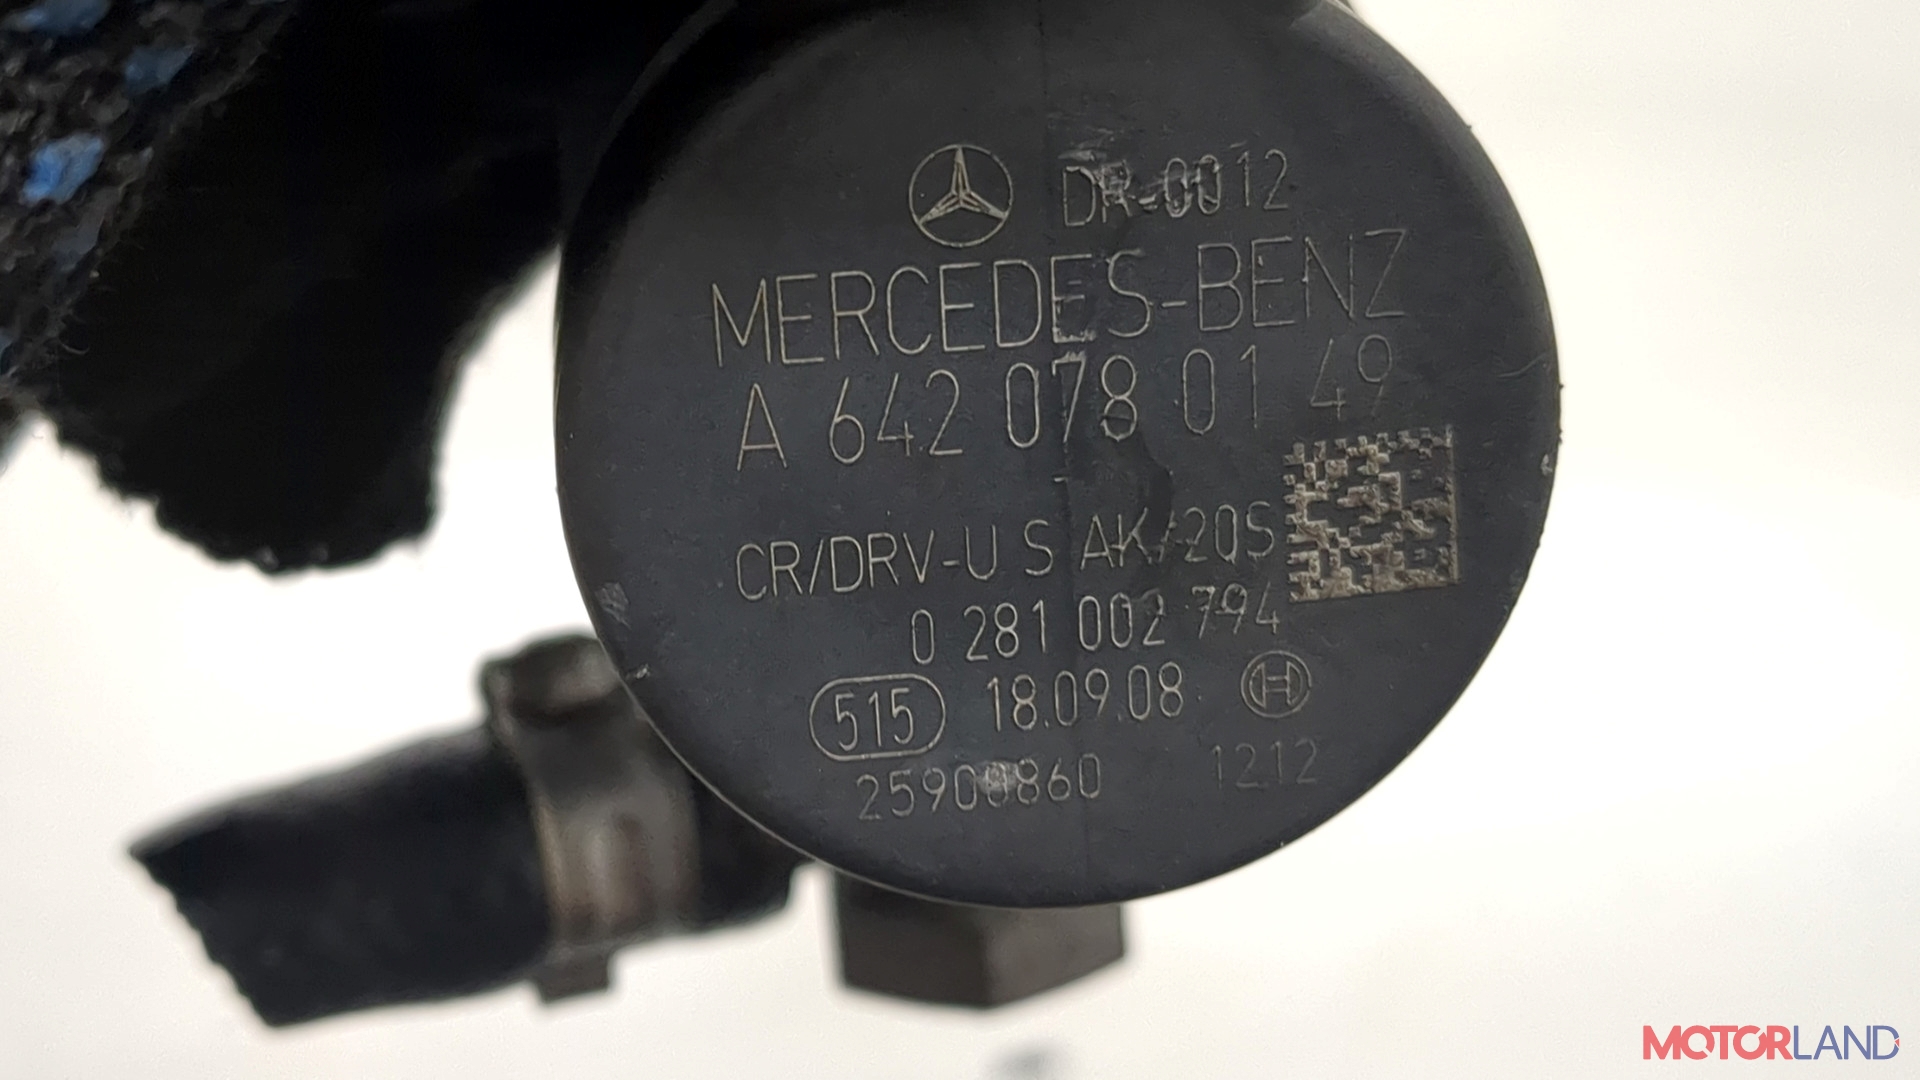 DR-0012
MERCEDES-BENZ
A 642 078 01 49
CR/DRV-U S AK/20S
0 281 002 794
515 18.09.08
25908860 1212
MOTORLAND